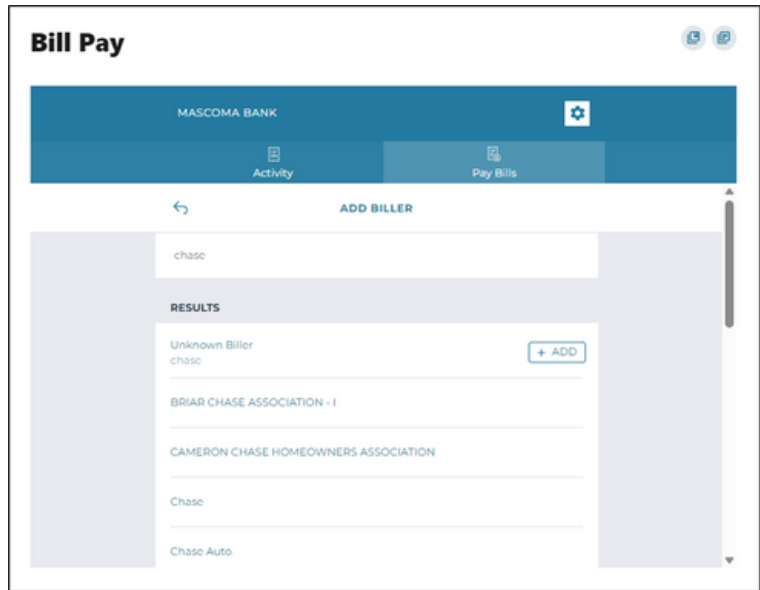 Bill Pay
MASCOMA BANK
Activity
Pay Bills
ADD BILLER
chase
RESULTS
Unknown Biller
chase
+ ADD
BRIAR CHASE ASSOCIATION - I
CAMERON CHASE HOMEOWNERS ASSOCIATION
Chase
Chase Auto